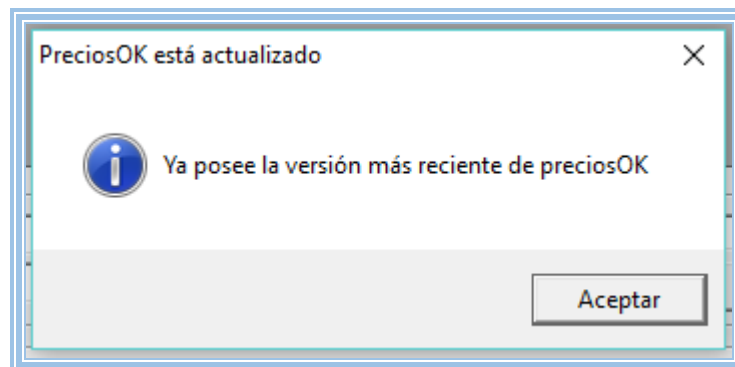 PreciosOK está actualizado
Ya posee la versión más reciente de preciosOK
Aceptar